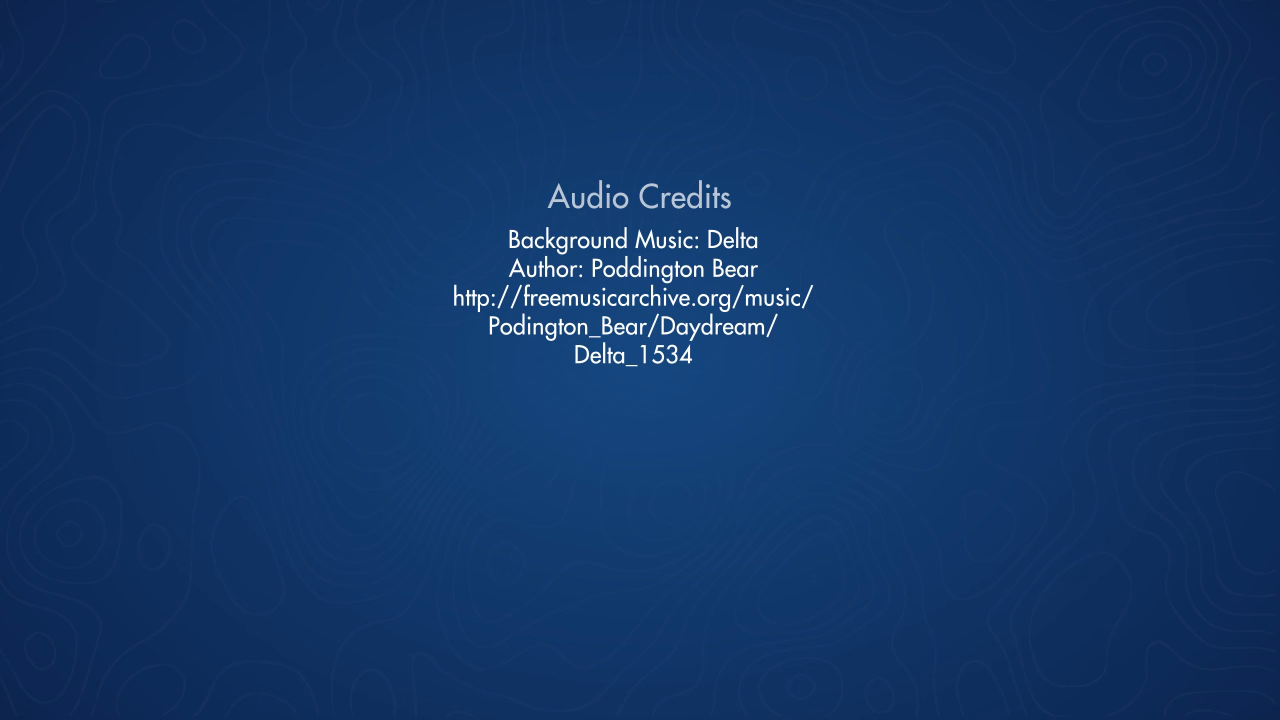 Audio Credits
Background Music: Delta
Author: Poddington Bear
http://freemusicarchive.org/music/
Podington_Bear/Daydream/
Delta_1534